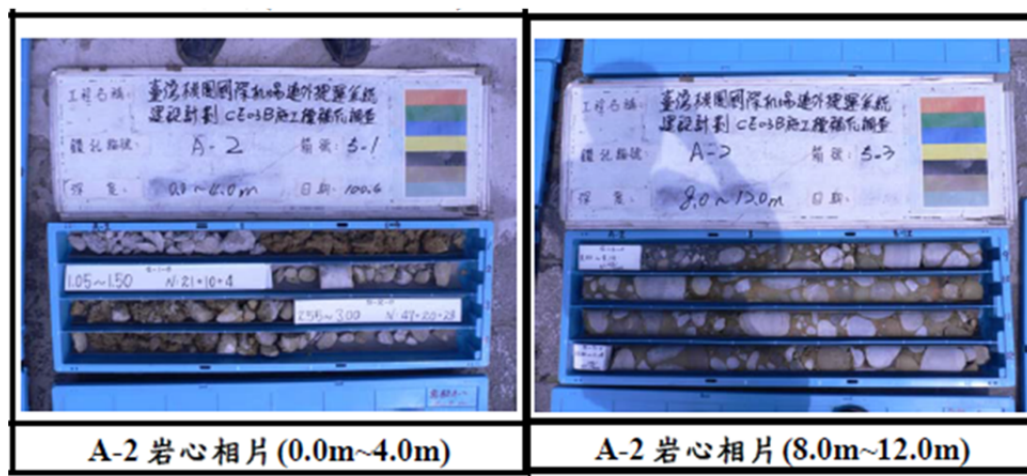 工程名稱: 臺灣桃園國際機場連外捷運系統
建設計劃 CE03B施工標補充調查
鑽孔編號: A-2 箱號: 5-1
深度: 0.0~4.0m 日期: 100.6
A-2
1.05~1.50 N:21+10+4
2.55~3.00
A-2 岩心相片(0.0m~4.0m)
工程名稱: 臺灣桃園國際機場連外捷運系統
建設計劃 CE03B施工標補充調查
鑽孔編號: A-2 箱號: 5-3
深度: 8.0~12.0m 日期:
A-2
A-2 岩心相片(8.0m~12.0m)